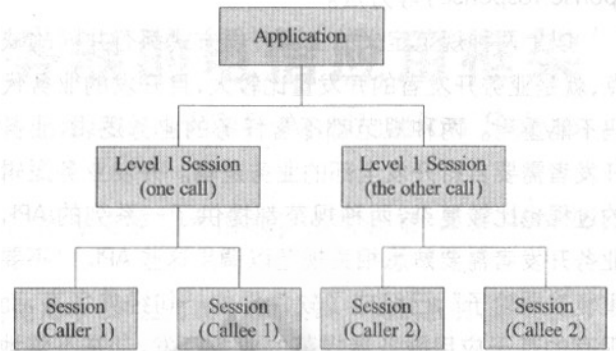 Application
Level 1 Session
(one call)
Level 1 Session
(the other call)
Session
(Caller 1)
Session
(Callee 1)
Session
(Caller 2)
Session
(Callee 2)